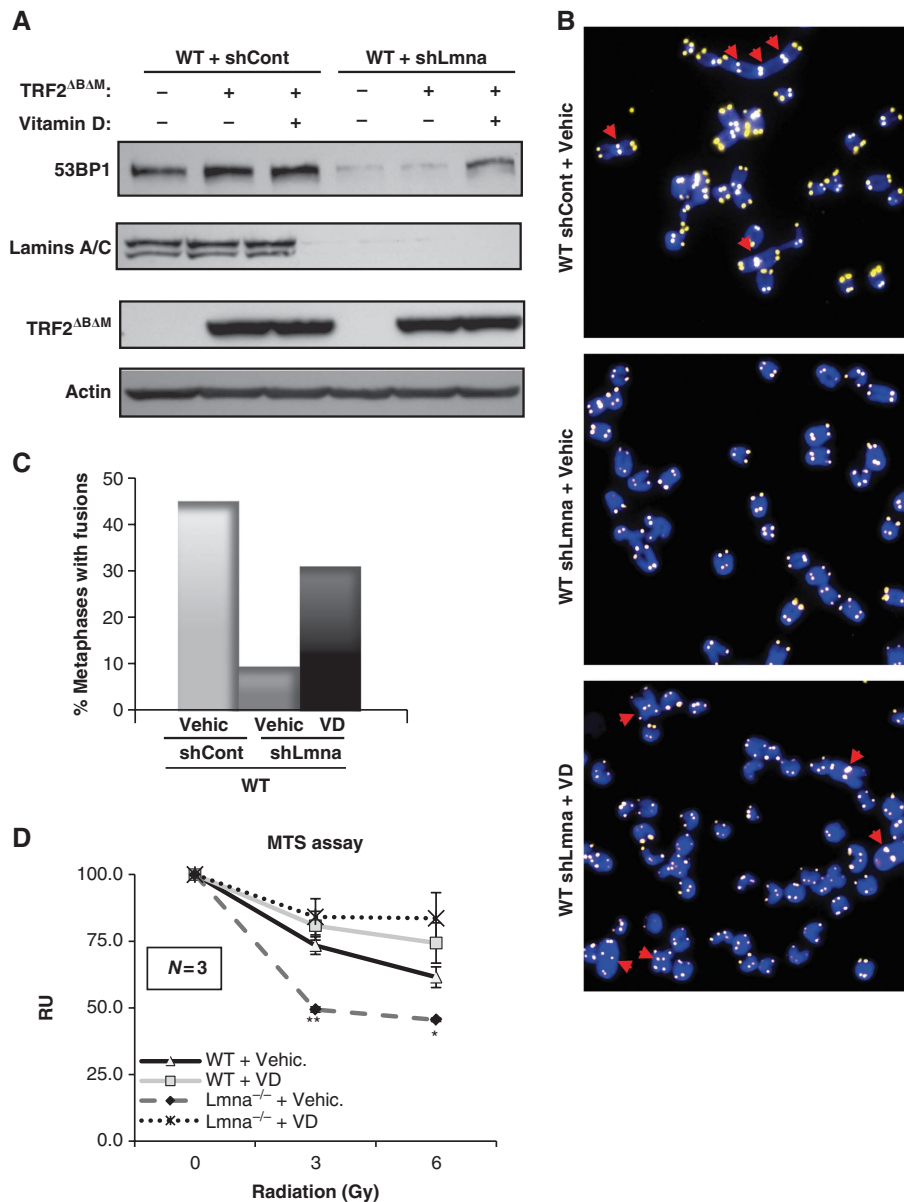 A
WT + shCont WT + shLmna
TRF2ΔBΔM: – + + – + +
Vitamin D: – – + – – +
53BP1
Lamins A/C
TRF2ΔBΔM
Actin
B
WT shCont + Vehic
WT shLmna + Vehic
WT shLmna + VD
C
% Metaphases with fusions
50
40
30
20
10
0
Vehic Vehic VD
shCont shLmna
WT
D
MTS assay
RU
100.0
75.0
50.0
25.0
0.0
N=3
** *
WT + Vehic.
WT + VD
Lmna–/– + Vehic.
Lmna–/– + VD
0 3 6
Radiation (Gy)